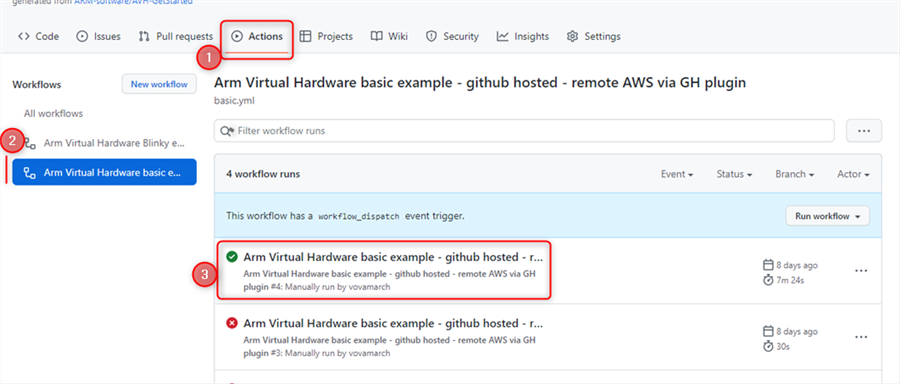 generated from ARM-software/AVH-GetStarted
Code
Issues
Pull requests
Actions
Projects
Wiki
Security
Insights
Settings
1
Workflows
New workflow
All workflows
2
Arm Virtual Hardware Blinky e...
Arm Virtual Hardware basic e...
Arm Virtual Hardware basic example - github hosted - remote AWS via GH plugin
basic.yml
Filter workflow runs
4 workflow runs
Event
Status
Branch
Actor
This workflow has a workflow_dispatch event trigger.
Run workflow
3
Arm Virtual Hardware basic example - github hosted - r...
Arm Virtual Hardware basic example - github hosted - remote AWS via GH
plugin #4: Manually run by vovamarch
8 days ago
7m 24s
Arm Virtual Hardware basic example - github hosted - r...
Arm Virtual Hardware basic example - github hosted - remote AWS via GH
plugin #3: Manually run by vovamarch
8 days ago
30s